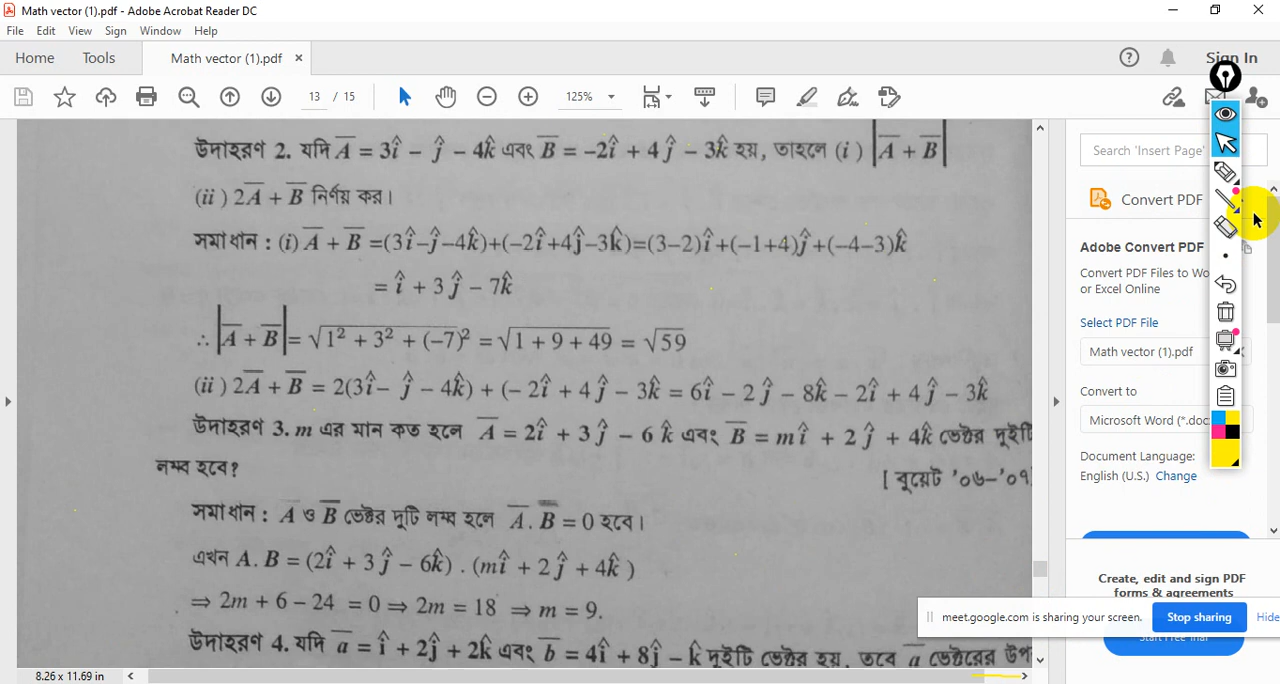 Math vector (1).pdf - Adobe Acrobat Reader DC
File Edit View Sign Window Help
Home Tools Math vector (1).pdf × Sign In
13 / 15 125%
উদাহরণ 2. যদি A̅ = 3î − ĵ − 4k̂ এবং B̅ = −2î + 4ĵ − 3k̂ হয়, তাহলে (i) |A̅ + B̅|
(ii) 2A̅ + B̅ নির্ণয় কর।
সমাধান : (i) A̅ + B̅ =(3î−ĵ−4k̂)+(−2î+4ĵ−3k̂)=(3−2)î+(−1+4)ĵ+(−4−3)k̂
= î + 3ĵ − 7k̂
∴ |A̅ + B̅| = √1² + 3² + (−7)² = √1 + 9 + 49 = √59
(ii) 2A̅ + B̅ = 2(3î− ĵ − 4k̂) + (− 2î + 4ĵ − 3k̂ = 6î − 2ĵ − 8k̂ − 2î + 4ĵ − 3k̂
উদাহরণ 3. m এর মান কত হলে A̅ = 2î + 3ĵ − 6k̂ এবং B̅ = mî + 2ĵ + 4k̂ ভেক্টর দুইটি
লম্ব হবে?
[ বুয়েট '০৬–'০৭
সমাধান : A̅ ও B̅ ভেক্টর দুটি লম্ব হলে A̅. B̅ = 0 হবে।
এখন A. B = (2î + 3ĵ − 6k̂) . (mî + 2ĵ + 4k̂ )
⇒ 2m + 6 − 24 = 0 ⇒ 2m = 18 ⇒ m = 9.
উদাহরণ 4. যদি a̅ = î + 2ĵ + 2k̂ এবং b̅ = 4î + 8ĵ − k̂ দুইটি ভেক্টর হয়, তবে a̅ ভেক্টরের উপ
8.26 x 11.69 in
Search 'Insert Page'
Convert PDF
Adobe Convert PDF
Convert PDF Files to Wo
or Excel Online
Select PDF File
Math vector (1).pdf
Convert to
Microsoft Word (*.doc
Document Language:
English (U.S.) Change
Create, edit and sign PDF
forms & agreements
meet.google.com is sharing your screen. Stop sharing Hide
Start Free Trial